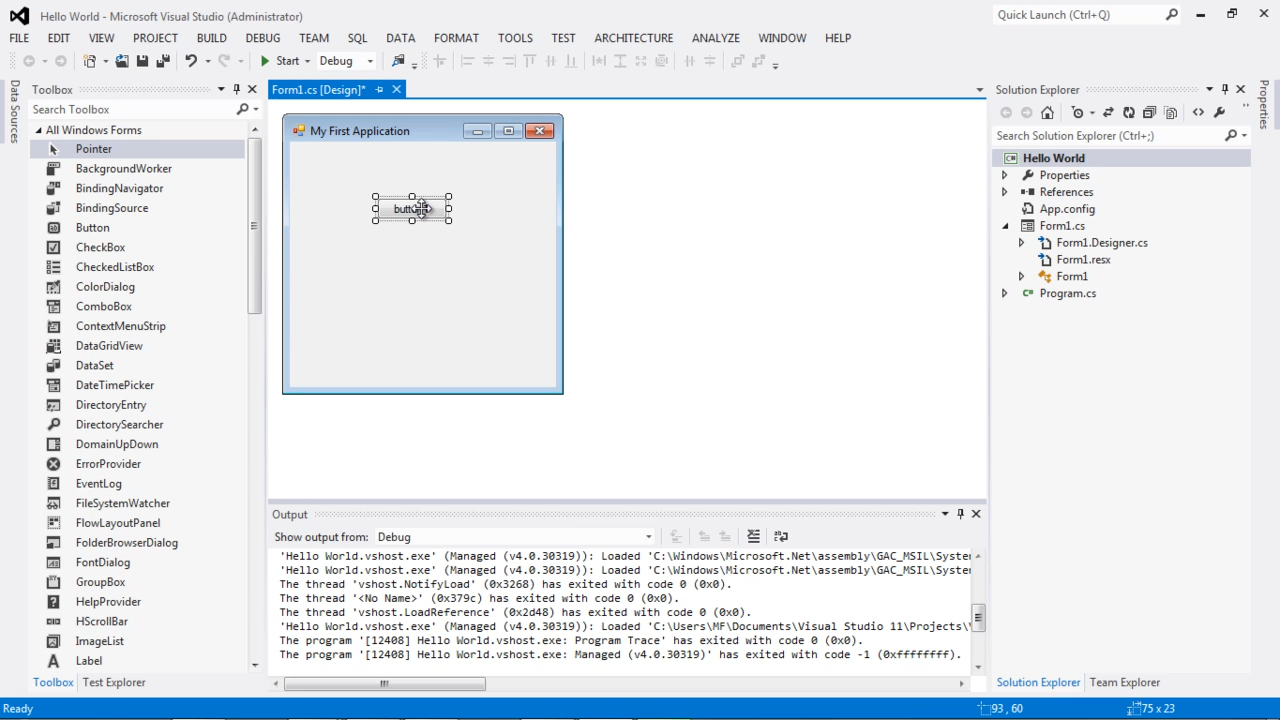 Hello World - Microsoft Visual Studio (Administrator)
Quick Launch (Ctrl+Q)
FILE EDIT VIEW PROJECT BUILD DEBUG TEAM SQL DATA FORMAT TOOLS TEST ARCHITECTURE ANALYZE WINDOW HELP
Start Debug
Data Sources
Toolbox
Search Toolbox
All Windows Forms
Pointer
BackgroundWorker
BindingNavigator
BindingSource
Button
CheckBox
CheckedListBox
ColorDialog
ComboBox
ContextMenuStrip
DataGridView
DataSet
DateTimePicker
DirectoryEntry
DirectorySearcher
DomainUpDown
ErrorProvider
EventLog
FileSystemWatcher
FlowLayoutPanel
FolderBrowserDialog
FontDialog
GroupBox
HelpProvider
HScrollBar
ImageList
Label
Toolbox Test Explorer
Form1.cs [Design]*
My First Application
Output
Show output from: Debug
'Hello World.vshost.exe' (Managed (v4.0.30319)): Loaded 'C:\Windows\Microsoft.Net\assembly\GAC_MSIL\System
'Hello World.vshost.exe' (Managed (v4.0.30319)): Loaded 'C:\Windows\Microsoft.Net\assembly\GAC_MSIL\System
The thread 'vshost.NotifyLoad' (0x3268) has exited with code 0 (0x0).
The thread '<No Name>' (0x379c) has exited with code 0 (0x0).
The thread 'vshost.LoadReference' (0x2d48) has exited with code 0 (0x0).
'Hello World.vshost.exe' (Managed (v4.0.30319)): Loaded 'C:\Users\MF\Documents\Visual Studio 11\Projects\
The program '[12408] Hello World.vshost.exe: Program Trace' has exited with code 0 (0x0).
The program '[12408] Hello World.vshost.exe: Managed (v4.0.30319)' has exited with code -1 (0xffffffff).
Solution Explorer
Search Solution Explorer (Ctrl+;)
Hello World
Properties
References
App.config
Form1.cs
Form1.Designer.cs
Form1.resx
Form1
Program.cs
Solution Explorer Team Explorer
Properties
Ready
93 , 60
75 x 23